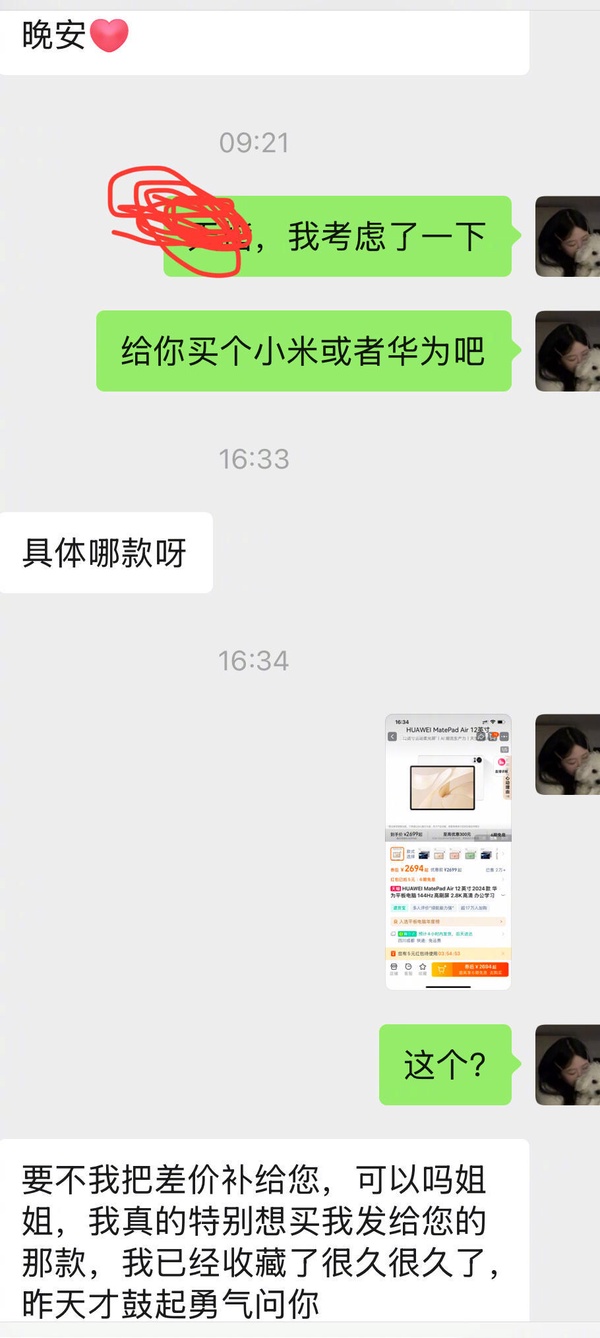 晚安
09:21
，我考虑了一下
给你买个小米或者华为吧
16:33
具体哪款呀
16:34
16:34
HUAWEI MatePad Air 12英寸
¥2694
HUAWEI MatePad Air 12英寸2024款 华
为平板电脑 144Hz高刷屏 2.8K高清 办公学习
这个？
要不我把差价补给您，可以吗姐
姐，我真的特别想买我发给您的
那款，我已经收藏了很久很久了，
昨天才鼓起勇气问你